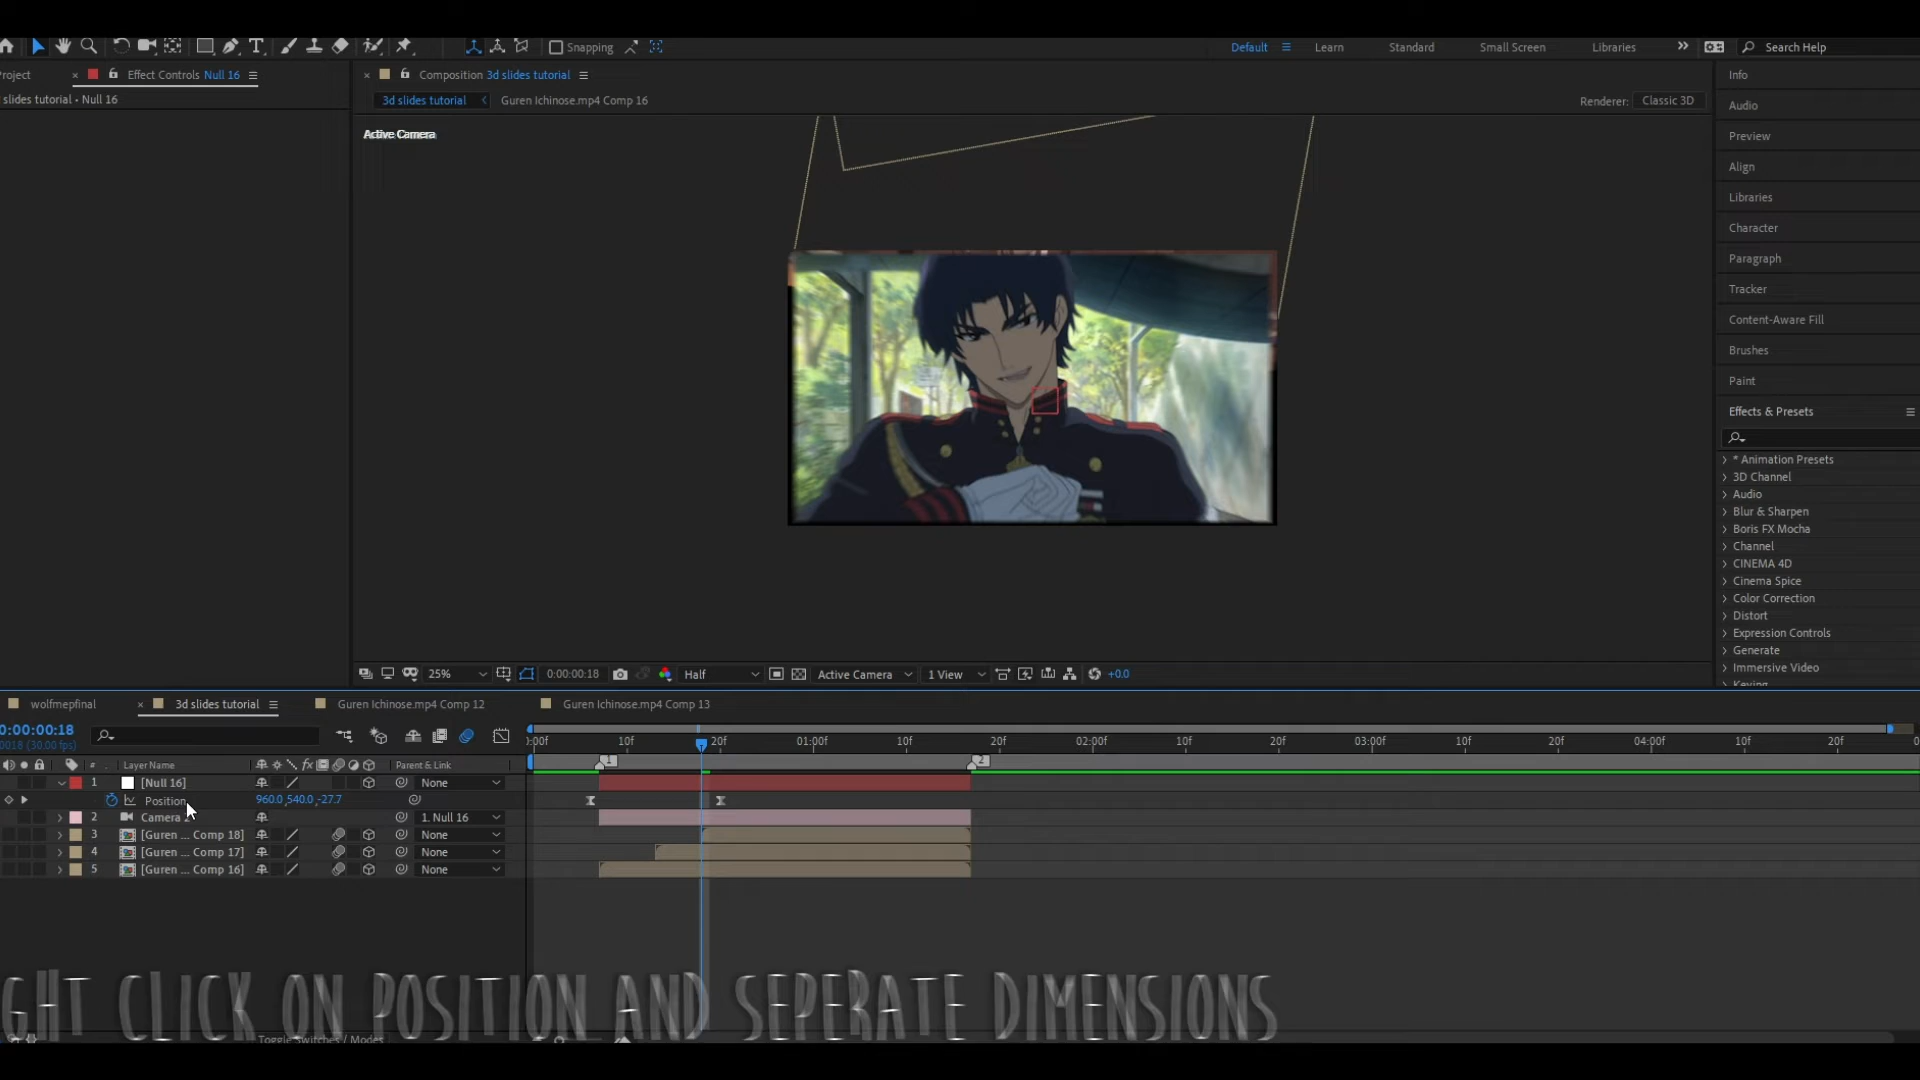 Snapping
Default
Learn
Standard
Small Screen
Libraries
Search Help
roject
Effect Controls Null 16
Composition 3d slides tutorial
Info
slides tutorial • Null 16
3d slides tutorial
Guren Ichinose.mp4 Comp 16
Renderer:
Classic 3D
Active Camera
Audio
Preview
Align
Libraries
Character
Paragraph
Tracker
Content-Aware Fill
Brushes
Paint
Effects & Presets
* Animation Presets
3D Channel
Audio
Blur & Sharpen
Boris FX Mocha
Channel
CINEMA 4D
Cinema Spice
Color Correction
Distort
Expression Controls
Generate
Immersive Video
Keying
25%
0:00:00:18
Half
Active Camera
1 View
+0.0
wolfmepfinal
3d slides tutorial
Guren Ichinose.mp4 Comp 12
Guren Ichinose.mp4 Comp 13
0:00:00:18
0018 (30.00 fps)
:00f
10f
20f
01:00f
10f
20f
02:00f
10f
20f
03:00f
10f
20f
04:00f
10f
20f
0
#
Layer Name
fx
Parent & Link
1
2
1
[Null 16]
None
Position
960.0,540.0,-27.7
2
Camera 2
1. Null 16
3
[Guren ... Comp 18]
None
4
[Guren ... Comp 17]
None
5
[Guren ... Comp 16]
None
GHT CLICK ON POSITION AND SEPERATE DIMENSIONS
Toggle Switches / Modes